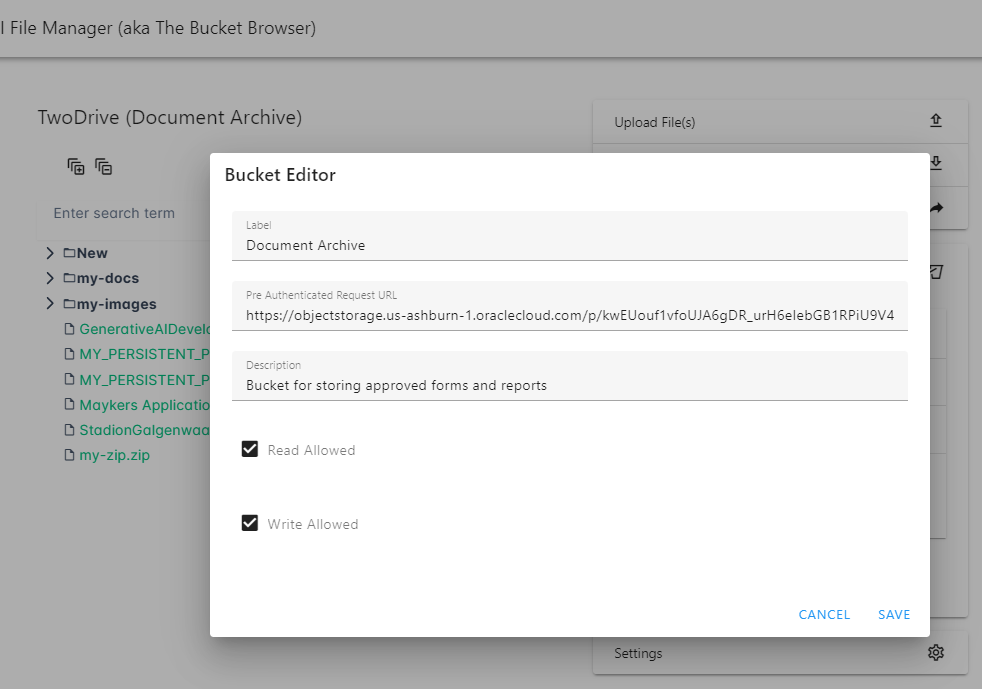 I File Manager (aka The Bucket Browser)
TwoDrive (Document Archive)
Upload File(s)
Bucket Editor
Enter search term
Label
Document Archive
New
my-docs
my-images
Pre Authenticated Request URL
https://objectstorage.us-ashburn-1.oraclecloud.com/p/kwEUouf1vfoUJA6gDR_urH6eIebGB1RPiU9V4
GenerativeAIDevelo
MY_PERSISTENT_P
MY_PERSISTENT_P
Maykers Applicatio
StadionGalgenwaa
my-zip.zip
Description
Bucket for storing approved forms and reports
Read Allowed
Write Allowed
CANCEL SAVE
Settings